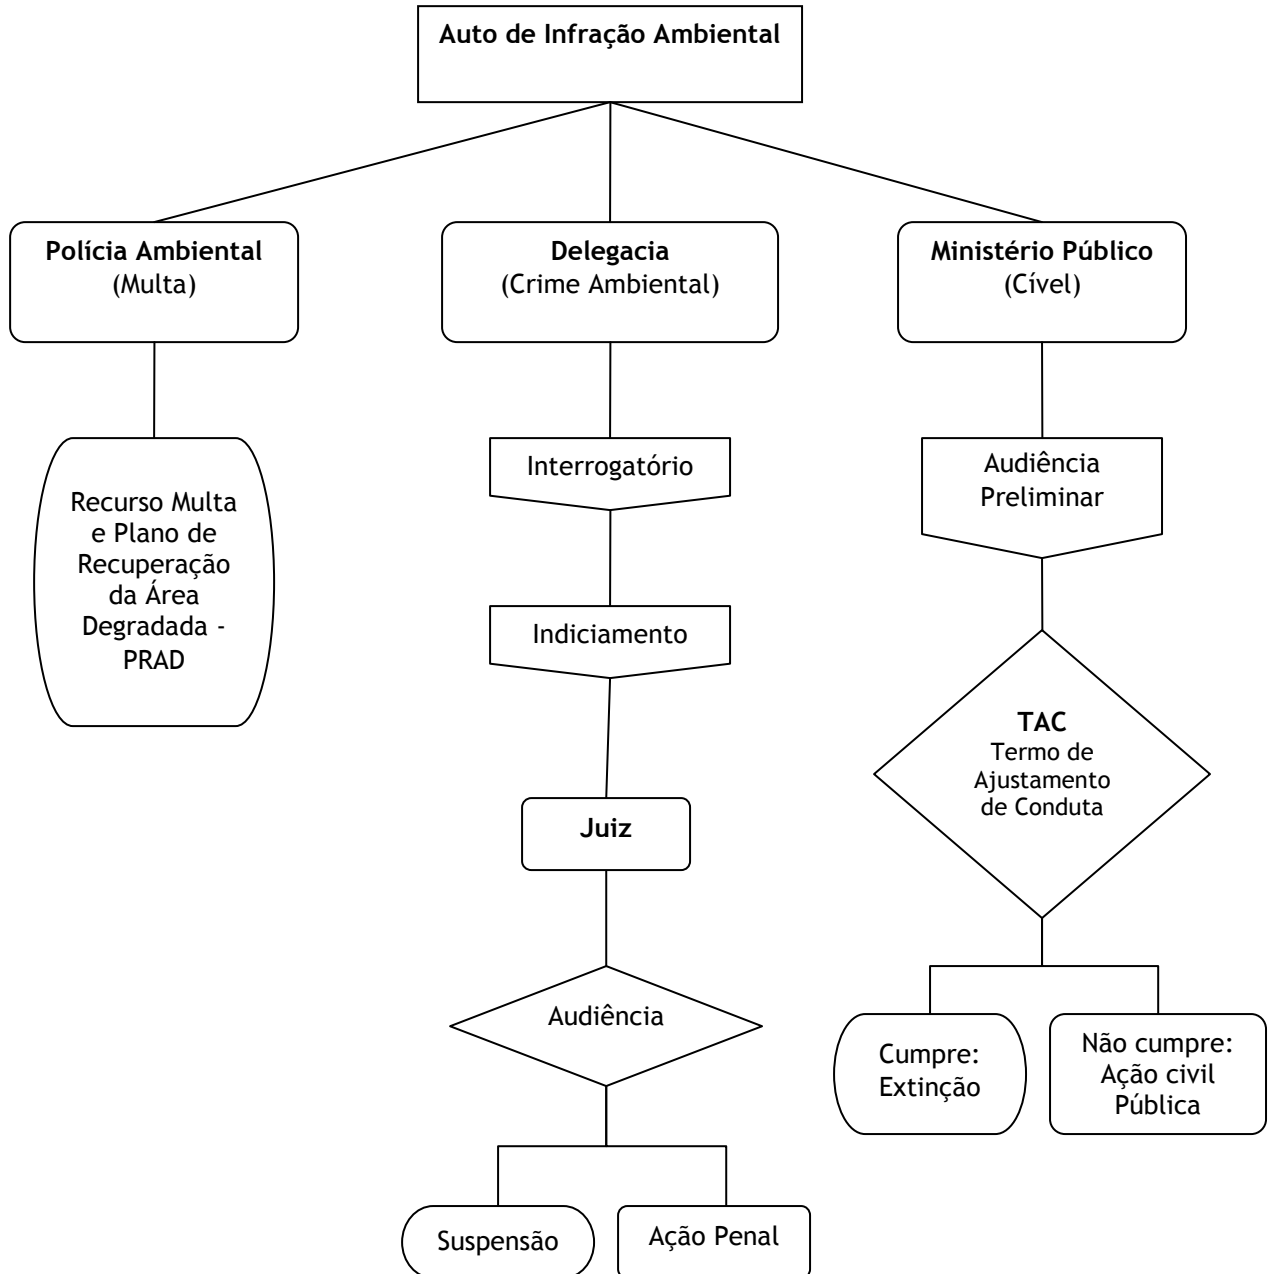 Auto de Infração Ambiental
Polícia Ambiental
(Multa)
Delegacia
(Crime Ambiental)
Ministério Público
(Cível)
Recurso Multa
e Plano de
Recuperação
da Área
Degradada -
PRAD
Interrogatório
Indiciamento
Juiz
Audiência
Suspensão
Ação Penal
Audiência
Preliminar
TAC
Termo de
Ajustamento
de Conduta
Cumpre:
Extinção
Não cumpre:
Ação civil
Pública